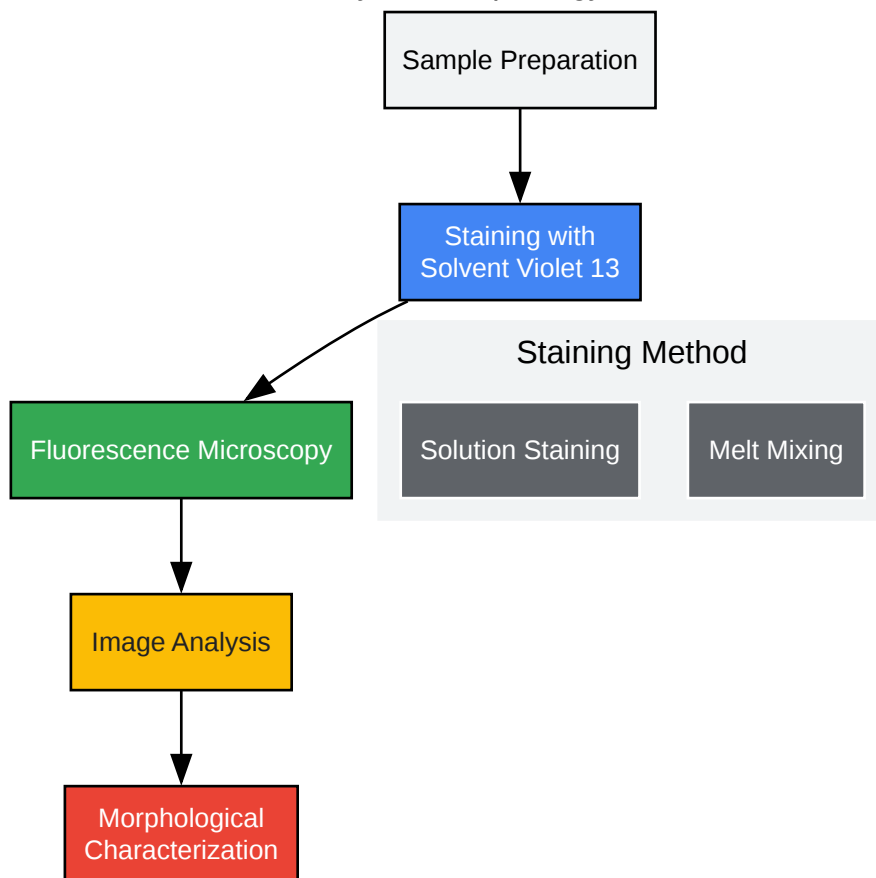 Sample Preparation
Staining with
Solvent Violet 13
Staining Method
Fluorescence Microscopy
Solution Staining
Melt Mixing
Image Analysis
Morphological
Characterization